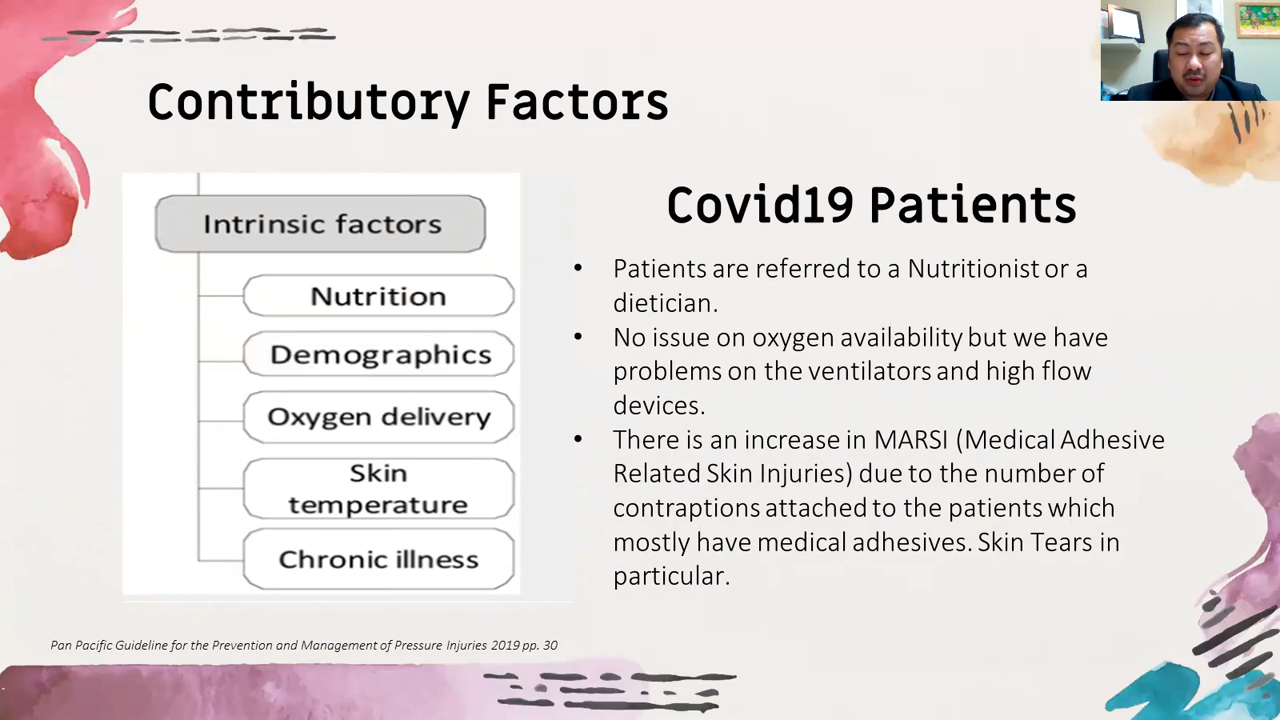 Contributory Factors
Intrinsic factors
Nutrition
Demographics
Oxygen delivery
Skin
temperature
Chronic illness
Covid19 Patients
• Patients are referred to a Nutritionist or a
dietician.
• No issue on oxygen availability but we have
problems on the ventilators and high flow
devices.
• There is an increase in MARSI (Medical Adhesive
Related Skin Injuries) due to the number of
contraptions attached to the patients which
mostly have medical adhesives. Skin Tears in
particular.
Pan Pacific Guideline for the Prevention and Management of Pressure Injuries 2019 pp. 30